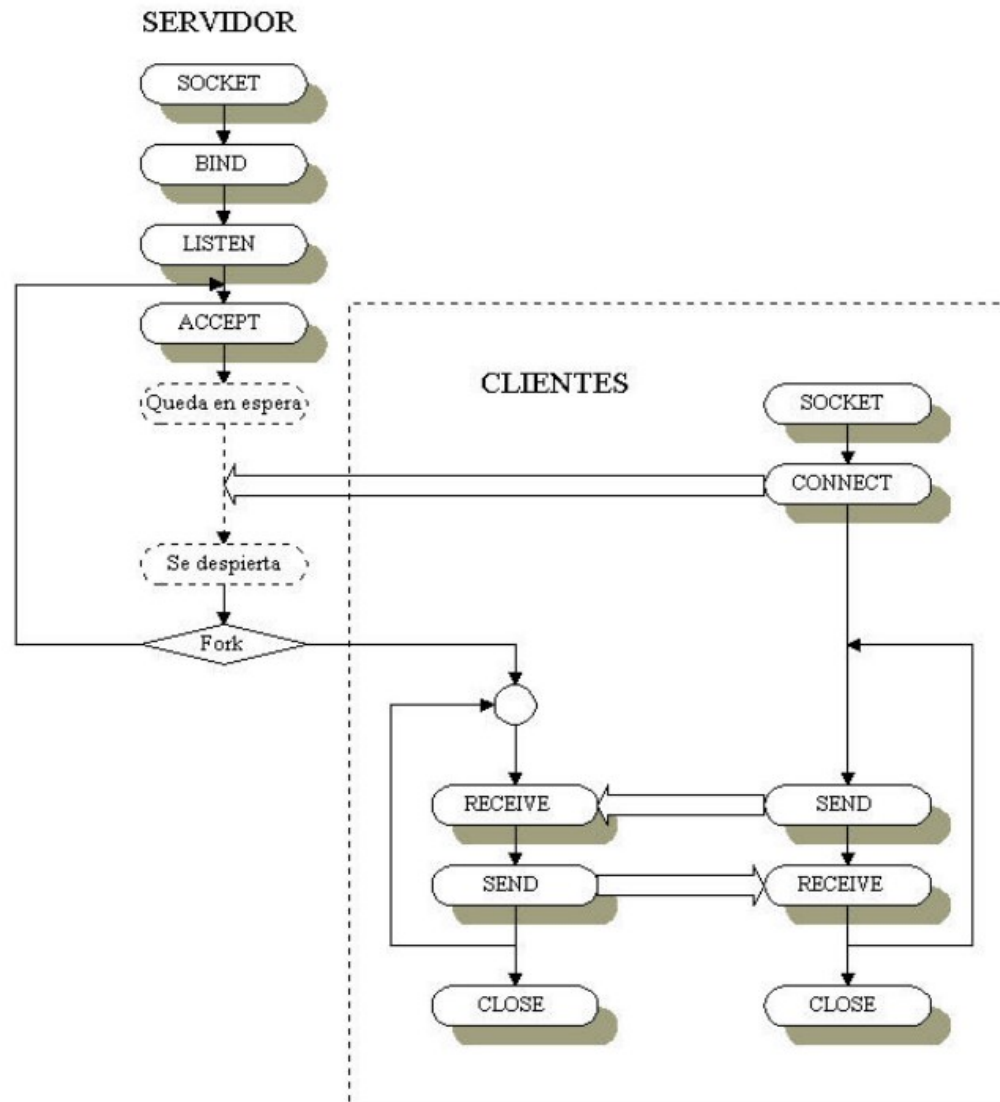 SERVIDOR
SOCKET
BIND
LISTEN
ACCEPT
Queda en espera
CLIENTES
SOCKET
CONNECT
Se despierta
Fork
RECEIVE
SEND
SEND
RECEIVE
CLOSE
CLOSE